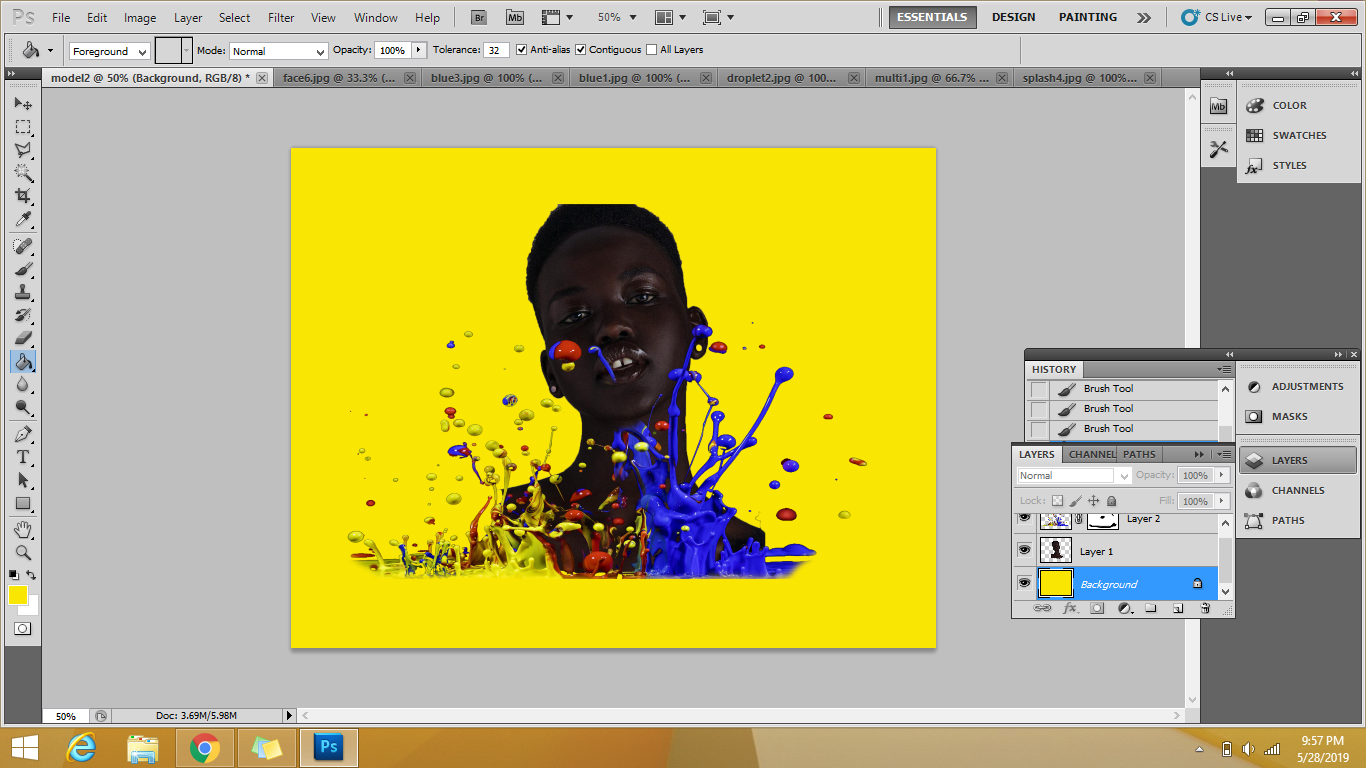 Ps File Edit Image Layer Select Filter View Window Help Br Mb 50% ESSENTIALS DESIGN PAINTING CS Live
Foreground Mode: Normal Opacity: 100% Tolerance: 32 Anti-alias Contiguous All Layers
model2 @ 50% (Background, RGB/8) * face6.jpg @ 33.3% (... blue3.jpg @ 100% (... blue1.jpg @ 100% (... droplet2.jpg @ 100... multi1.jpg @ 66.7% ... splash4.jpg @ 100%...
Mb COLOR
SWATCHES
STYLES
HISTORY
Brush Tool
Brush Tool
Brush Tool
ADJUSTMENTS
MASKS
LAYERS CHANNEL PATHS
Normal Opacity: 100%
Lock: Fill: 100%
Layer 2
Layer 1
Background
LAYERS
CHANNELS
PATHS
T
50% Doc: 3.69M/5.98M
Ps
9:57 PM
5/28/2019